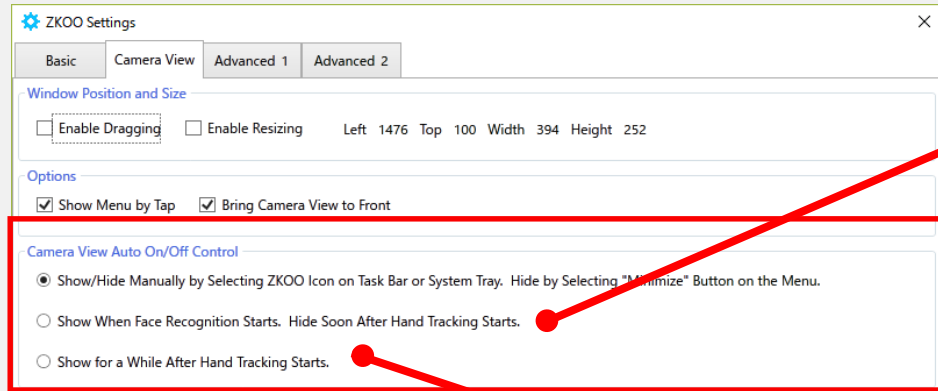 ZKOO Settings
Basic Camera View Advanced 1 Advanced 2
Window Position and Size
Enable Dragging Enable Resizing Left 1476 Top 100 Width 394 Height 252
Options
Show Menu by Tap Bring Camera View to Front
Camera View Auto On/Off Control
Show/Hide Manually by Selecting ZKOO Icon on Task Bar or System Tray. Hide by Selecting "Minimize" Button on the Menu.
Show When Face Recognition Starts. Hide Soon After Hand Tracking Starts.
Show for a While After Hand Tracking Starts.